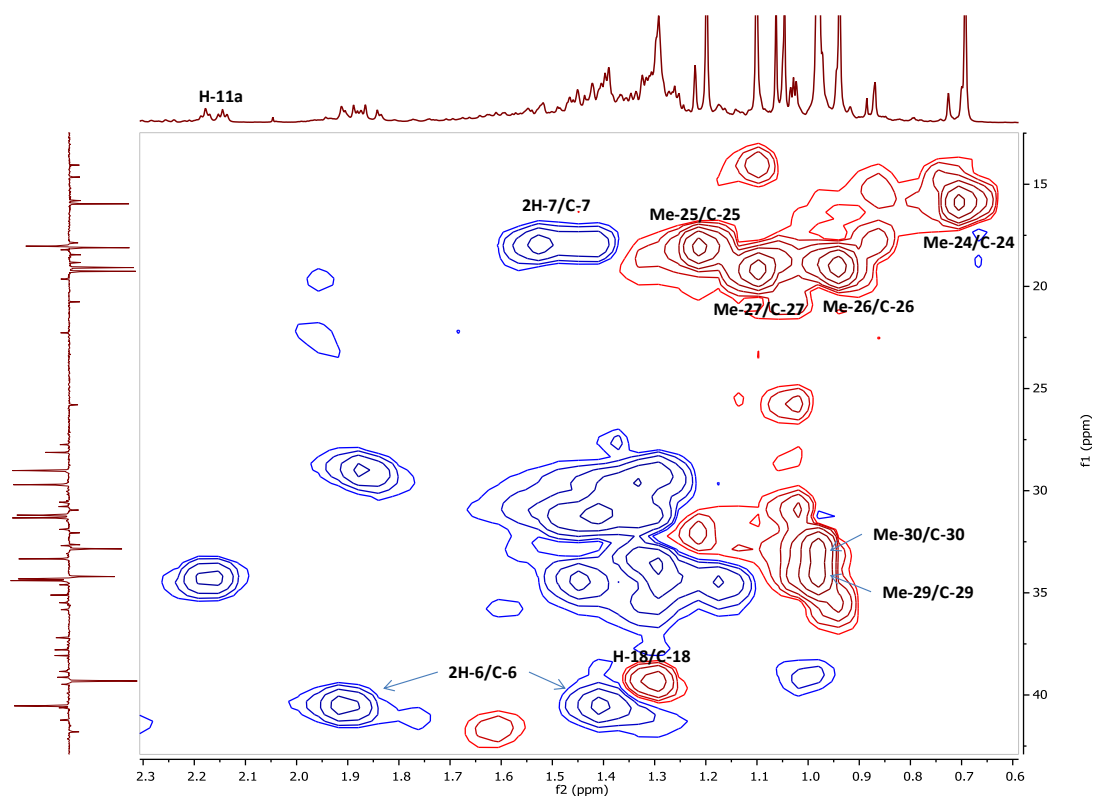 H-11a
2H-7/C-7
Me-25/C-25
Me-24/C-24
Me-27/C-27
Me-26/C-26
Me-30/C-30
Me-29/C-29
H-18/C-18
2H-6/C-6
15
20
25
30
35
40
f1 (ppm)
2.3 2.2 2.1 2.0 1.9 1.8 1.7 1.6 1.5 1.4 1.3 1.2 1.1 1.0 0.9 0.8 0.7 0.6
f2 (ppm)